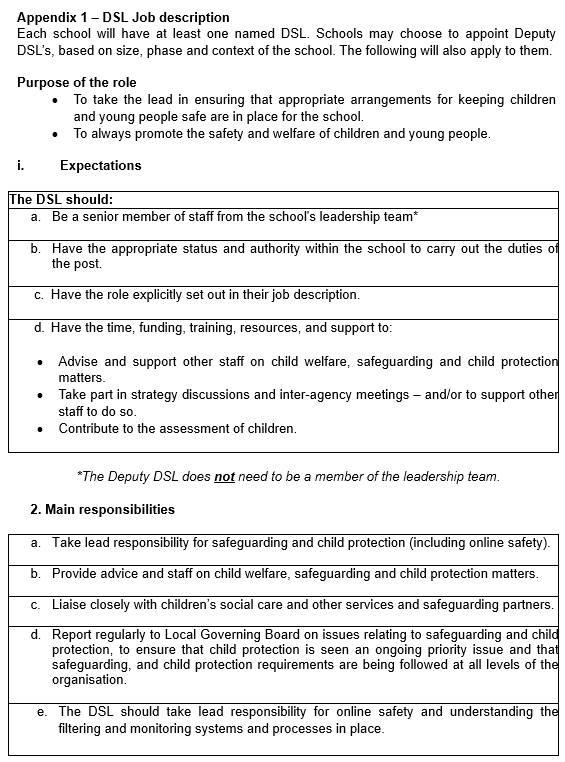 Appendix 1 – DSL Job description
Each school will have at least one named DSL. Schools may choose to appoint Deputy
DSL's, based on size, phase and context of the school. The following will also apply to them.
Purpose of the role
• To take the lead in ensuring that appropriate arrangements for keeping children
and young people safe are in place for the school.
• To always promote the safety and welfare of children and young people.
i. Expectations
The DSL should:
a. Be a senior member of staff from the school's leadership team*
b. Have the appropriate status and authority within the school to carry out the duties of
the post.
c. Have the role explicitly set out in their job description.
d. Have the time, funding, training, resources, and support to:
• Advise and support other staff on child welfare, safeguarding and child protection
matters.
• Take part in strategy discussions and inter-agency meetings – and/or to support other
staff to do so.
• Contribute to the assessment of children.
*The Deputy DSL does not need to be a member of the leadership team.
2. Main responsibilities
a. Take lead responsibility for safeguarding and child protection (including online safety).
b. Provide advice and staff on child welfare, safeguarding and child protection matters.
c. Liaise closely with children's social care and other services and safeguarding partners.
d. Report regularly to Local Governing Board on issues relating to safeguarding and child
protection, to ensure that child protection is seen an ongoing priority issue and that
safeguarding, and child protection requirements are being followed at all levels of the
organisation.
e. The DSL should take lead responsibility for online safety and understanding the
filtering and monitoring systems and processes in place.